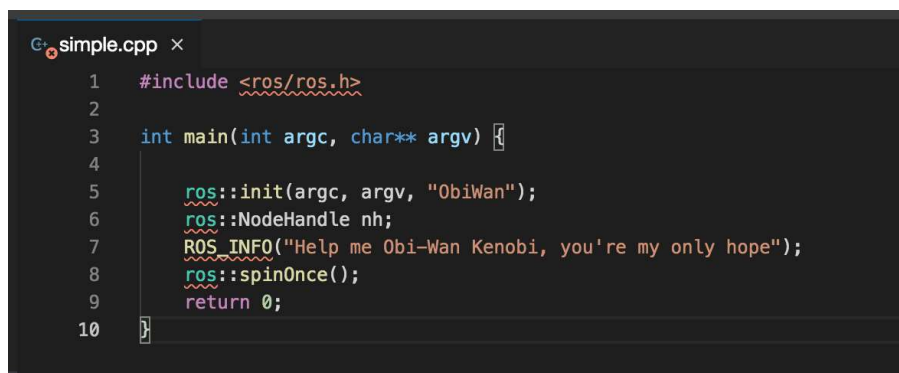 simple.cpp ×
1 #include <ros/ros.h>
2
3 int main(int argc, char** argv) {
4
5 ros::init(argc, argv, "ObiWan");
6 ros::NodeHandle nh;
7 ROS_INFO("Help me Obi-Wan Kenobi, you're my only hope");
8 ros::spinOnce();
9 return 0;
10 }